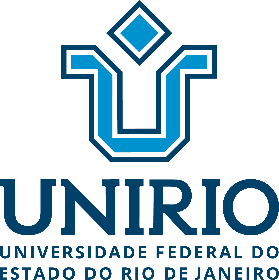 UNIRIO
UNIVERSIDADE FEDERAL DO
ESTADO DO RIO DE JANEIRO